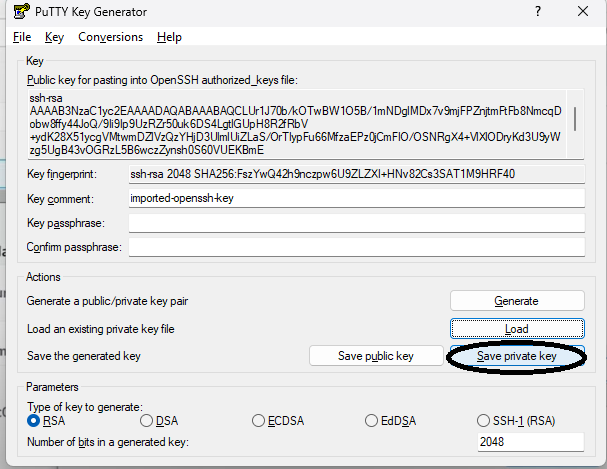 PuTTY Key Generator
File Key Conversions Help
Key
Public key for pasting into OpenSSH authorized_keys file:
ssh-rsa
AAAAB3NzaC1yc2EAAAADAQABAAABAQCLUr1J70b/kOTwBW1O5B/1mNDglMDx7v9mjFPZnjtmFtFb8NmcqD
obw8ffy44JoQ/9Ii9Ip9UzRZr50uk6DS4LgtlGUpH8R2fRbV
+ydK28X51ycgVMtwmDZlVzQzYHjD3UlmlUiZLaS/OrTlypFu66MfzaEPz0jCmFlO/OSNRgX4+VlXlODryKd3U9yW
zg5UgB43vOGRzL5B6wczZynsh0S60VUEKBmE
Key fingerprint: ssh-rsa 2048 SHA256:FszYwQ42h9nczpw6U9ZLZXI+HNv82Cs3SAT1M9HRF40
Key comment: imported-openssh-key
Key passphrase:
Confirm passphrase:
Actions
Generate a public/private key pair Generate
Load an existing private key file Load
Save the generated key Save public key Save private key
Parameters
Type of key to generate:
RSA DSA ECDSA EdDSA SSH-1 (RSA)
Number of bits in a generated key: 2048